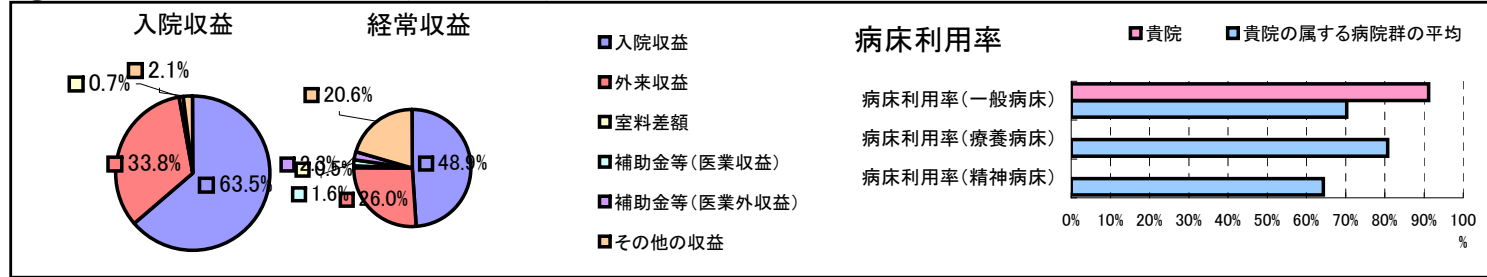 入院収益
2.1%
0.7%
33.8%
63.5%
経常収益
20.6%
2.3%
0.5%
1.6%
26.0%
48.9%
入院収益
外来収益
室料差額
補助金等(医業収益)
補助金等(医業外収益)
その他の収益
病床利用率
貴院
貴院の属する病院群の平均
病床利用率(一般病床)
病床利用率(療養病床)
病床利用率(精神病床)
0% 10% 20% 30% 40% 50% 60% 70% 80% 90% 100
%